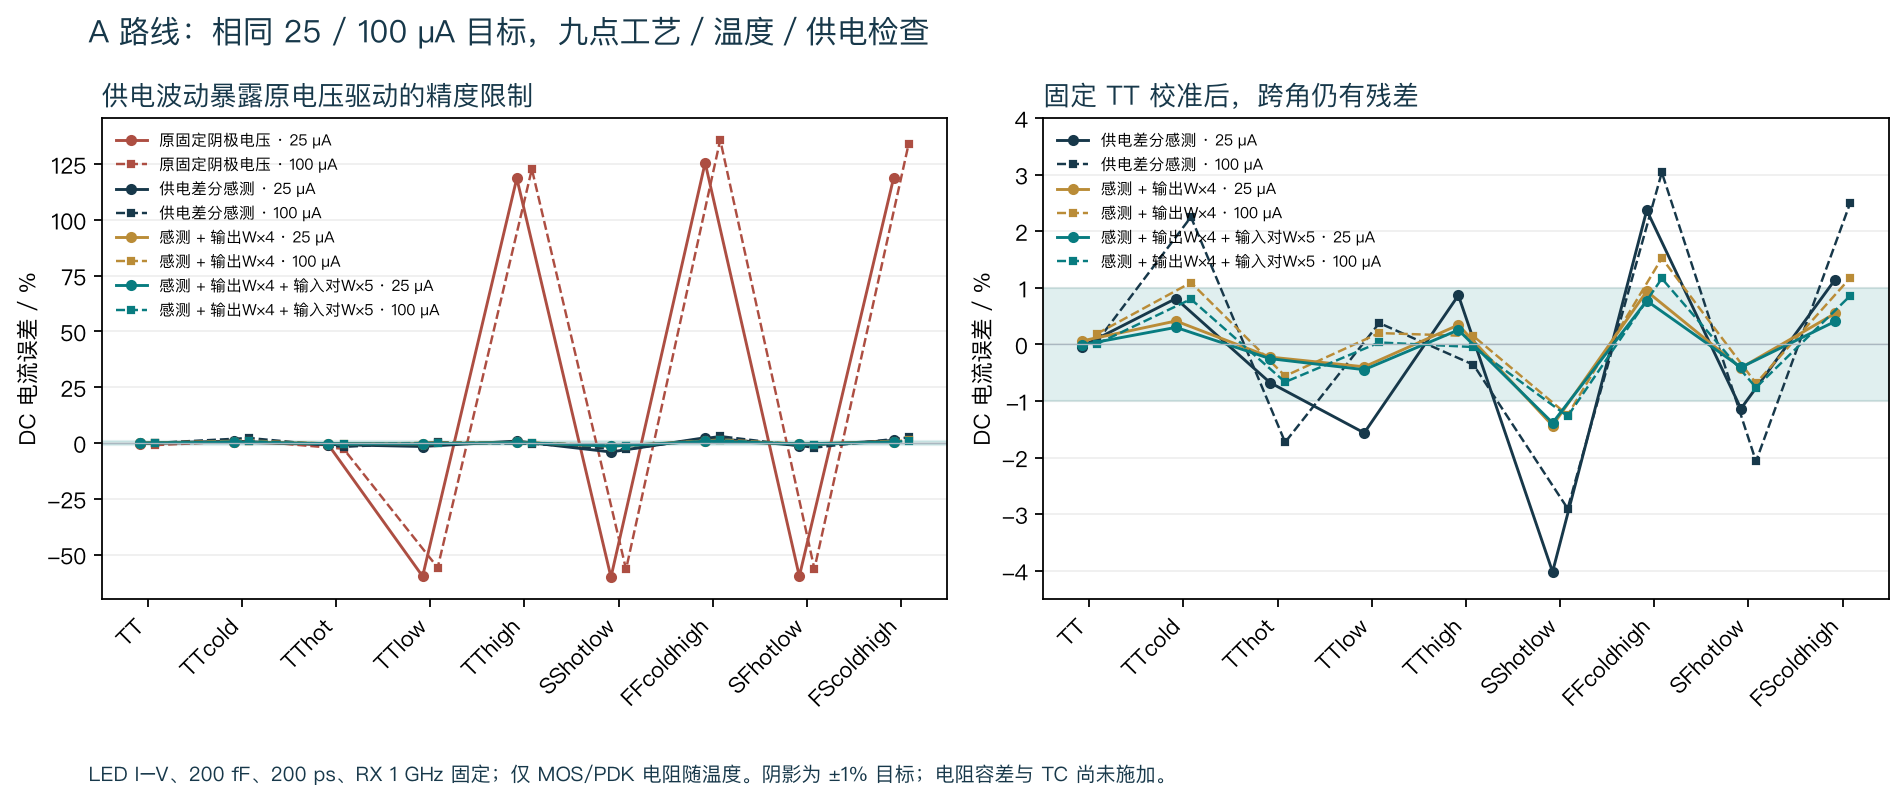 A 路线：相同 25 / 100 μA 目标，九点工艺 / 温度 / 供电检查
供电波动暴露原电压驱动的精度限制
DC 电流误差 / %
125
100
75
50
25
0
−25
−50
原固定阴极电压 · 25 μA
原固定阴极电压 · 100 μA
供电差分感测 · 25 μA
供电差分感测 · 100 μA
感测 + 输出W×4 · 25 μA
感测 + 输出W×4 · 100 μA
感测 + 输出W×4 + 输入对W×5 · 25 μA
感测 + 输出W×4 + 输入对W×5 · 100 μA
TT
TTcold
TThot
TTlow
TThigh
SShotlow
FFcoldhigh
SFhotlow
FScoldhigh
固定 TT 校准后，跨角仍有残差
DC 电流误差 / %
4
3
2
1
0
−1
−2
−3
−4
供电差分感测 · 25 μA
供电差分感测 · 100 μA
感测 + 输出W×4 · 25 μA
感测 + 输出W×4 · 100 μA
感测 + 输出W×4 + 输入对W×5 · 25 μA
感测 + 输出W×4 + 输入对W×5 · 100 μA
TT
TTcold
TThot
TTlow
TThigh
SShotlow
FFcoldhigh
SFhotlow
FScoldhigh
LED I−V、200 fF、200 ps、RX 1 GHz 固定；仅 MOS/PDK 电阻随温度。阴影为 ±1% 目标；电阻容差与 TC 尚未施加。